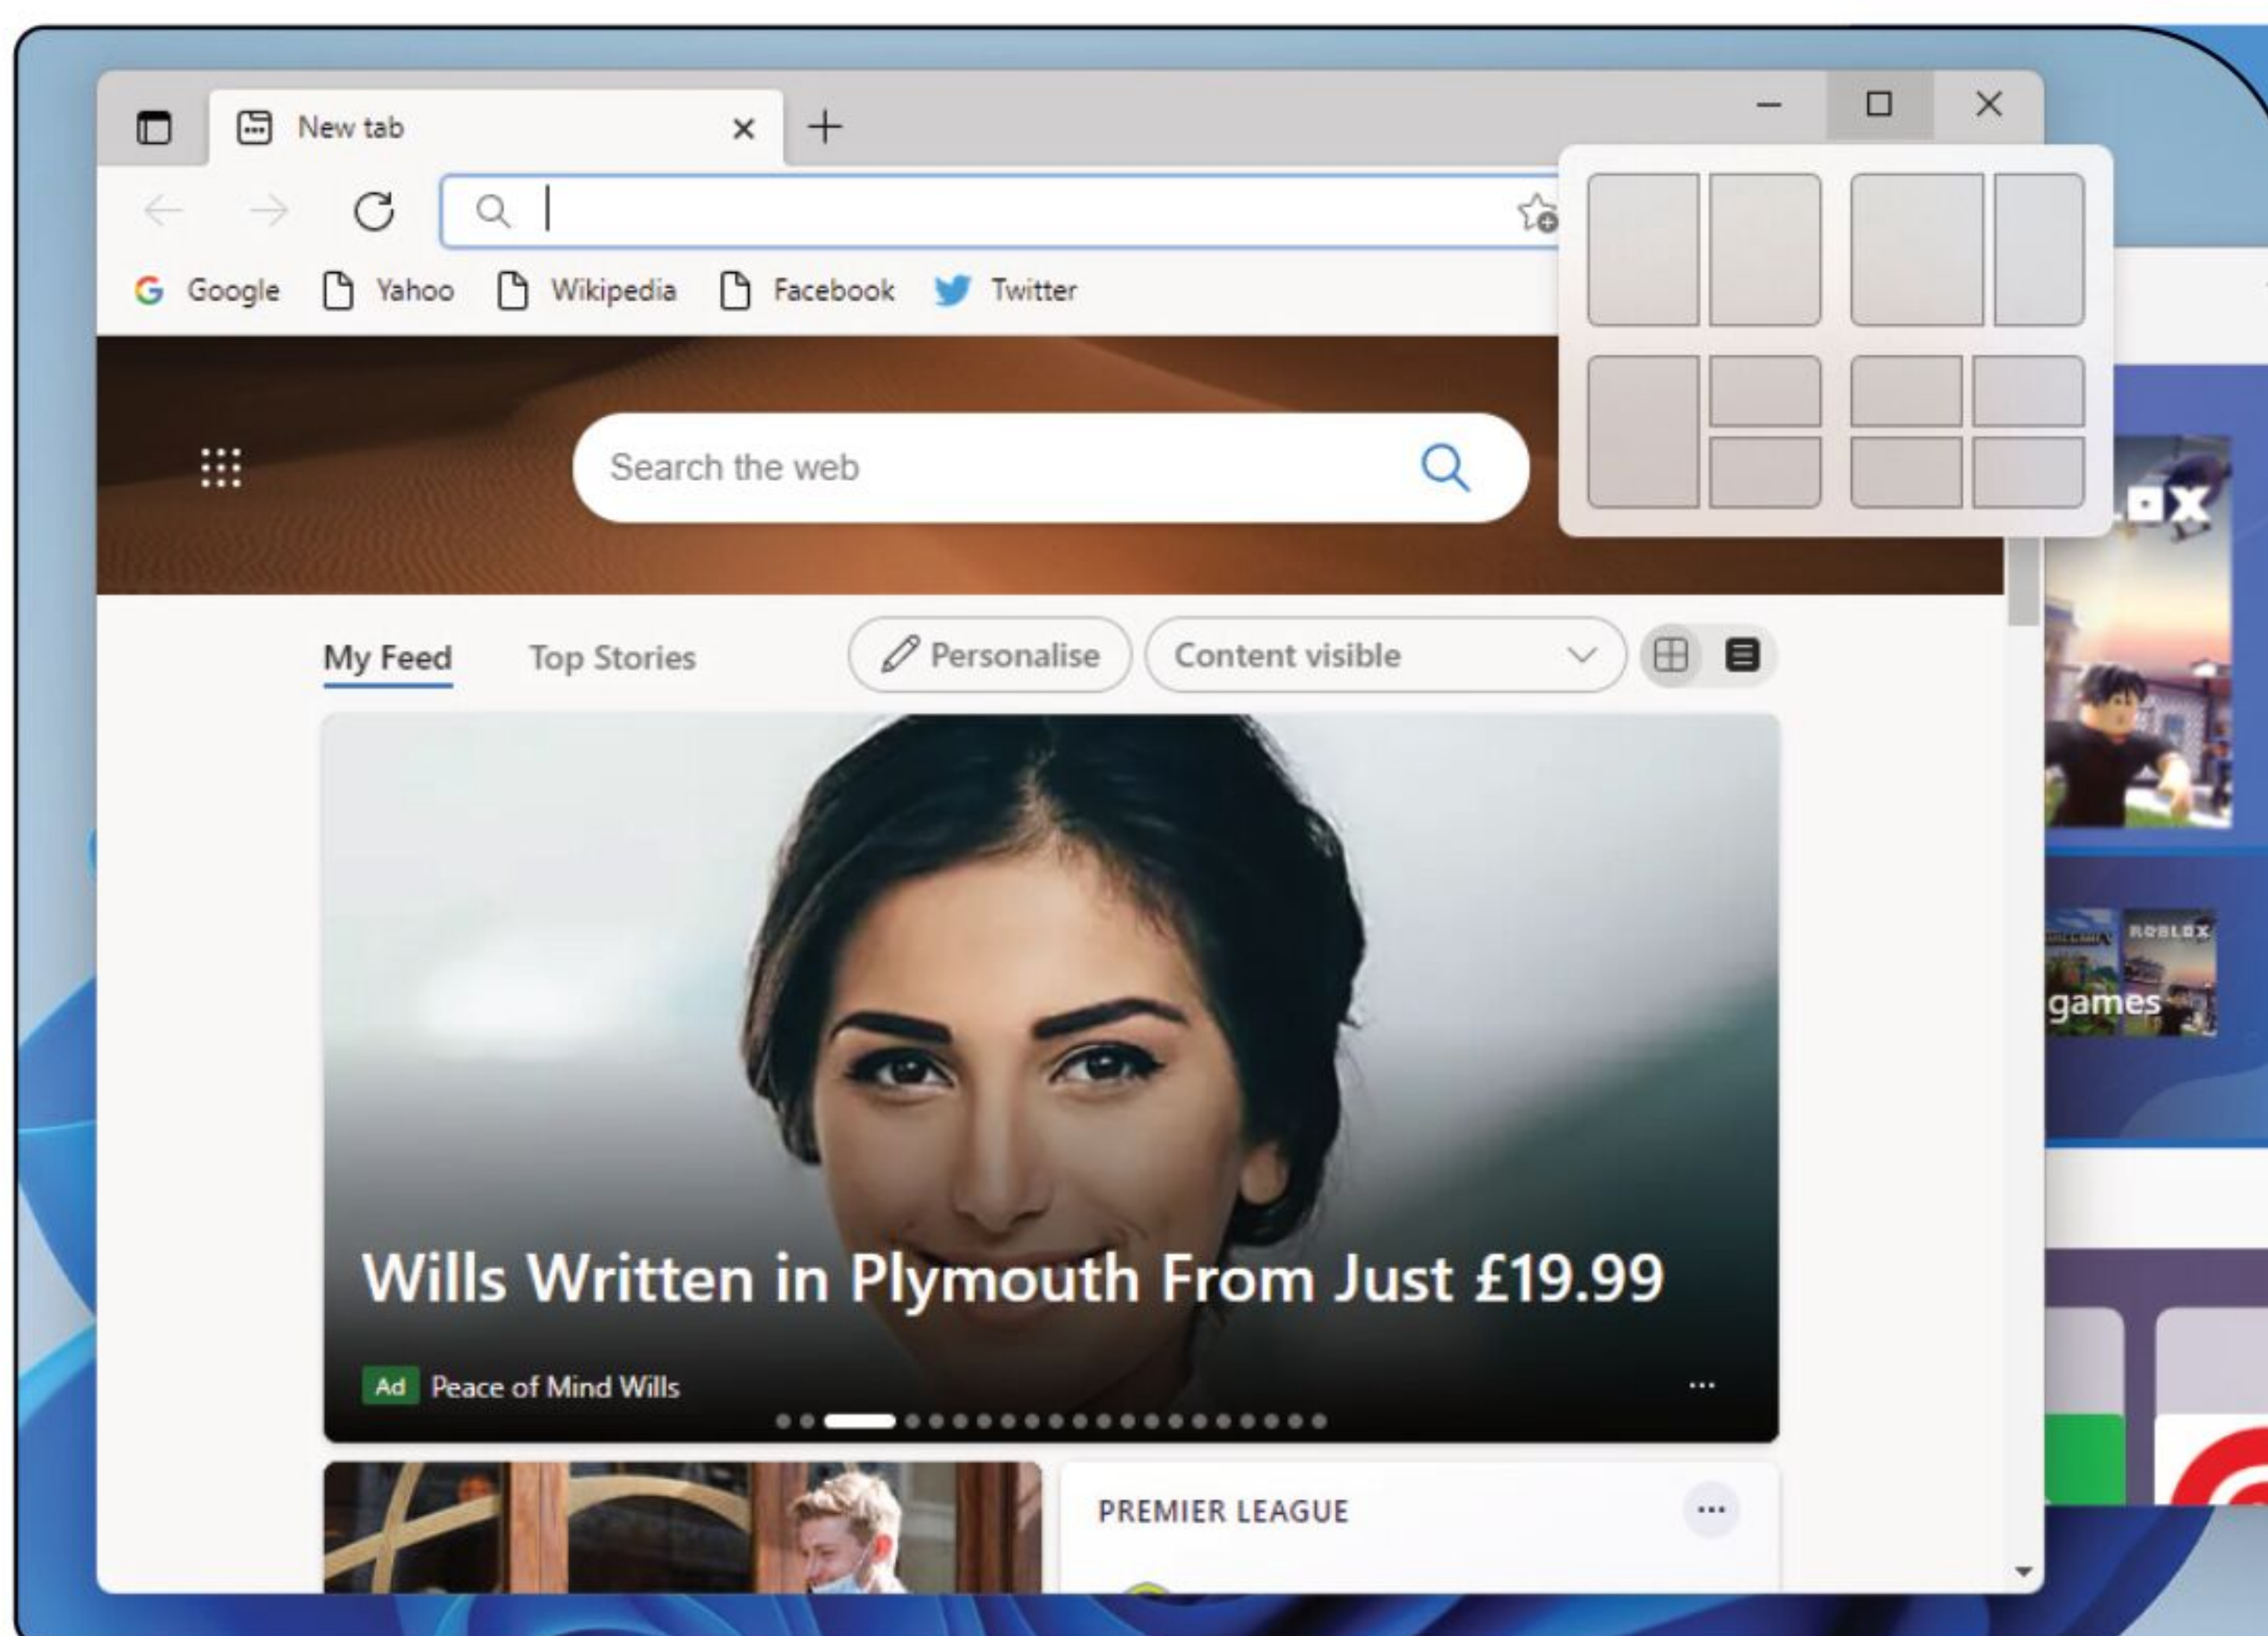 New tab
Google Yahoo Wikipedia Facebook Twitter
Search the web
My Feed Top Stories Personalise Content visible
ROBLOX
games
Wills Written in Plymouth From Just £19.99
Ad Peace of Mind Wills
PREMIER LEAGUE